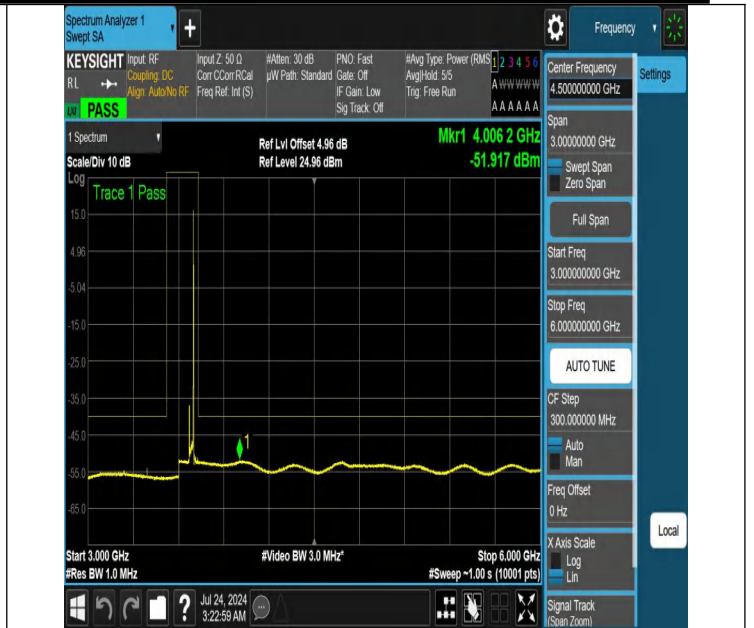 Spectrum Analyzer 1
Swept SA
+
Frequency
KEYSIGHT
RL
PASS
Input: RF
Coupling: DC
Align: Auto/No RF
Input Z: 50 Ω
Corr CCorr RCal
Freq Ref: Int (S)
#Atten: 30 dB
µW Path: Standard
PNO: Fast
Gate: Off
IF Gain: Low
Sig Track: Off
#Avg Type: Power (RMS
Avg|Hold: 5/5
Trig: Free Run
1 2 3 4 5 6
A W W W W W
A A A A A A
1 Spectrum
Scale/Div 10 dB
Ref Lvl Offset 4.96 dB
Ref Level 24.96 dBm
Mkr1 4.006 2 GHz
-51.917 dBm
Log
Trace 1 Pass
15.0
4.96
-5.04
-15.0
-25.0
-35.0
-45.0
-55.0
-65.0
1
Start 3.000 GHz
#Video BW 3.0 MHz*
Stop 6.000 GHz
#Res BW 1.0 MHz
#Sweep ~1.00 s (10001 pts)
?
Jul 24, 2024
3:22:59 AM
Center Frequency
4.500000000 GHz
Settings
Span
3.00000000 GHz
Swept Span
Zero Span
Full Span
Start Freq
3.000000000 GHz
Stop Freq
6.000000000 GHz
AUTO TUNE
CF Step
300.000000 MHz
Auto
Man
Freq Offset
0 Hz
X Axis Scale
Log
Lin
Local
Signal Track
(Span Zoom)